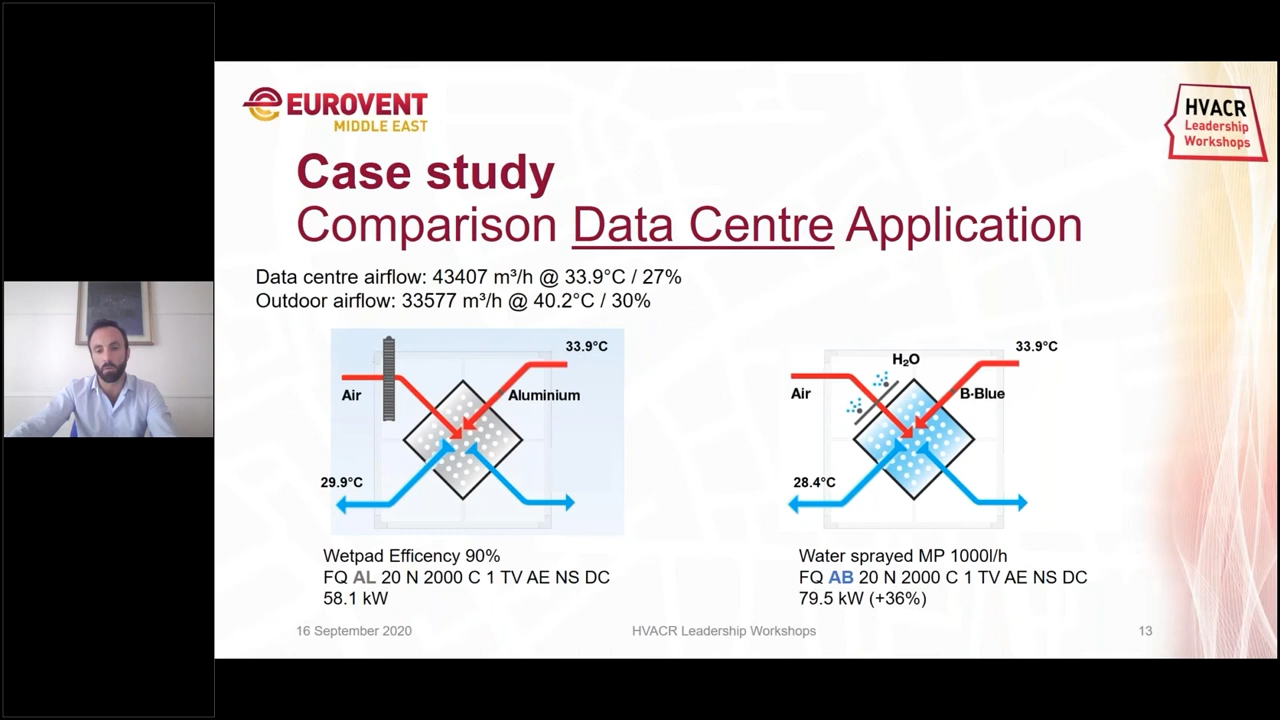 EUROVENT
MIDDLE EAST
HVACR
Leadership
Workshops
Case study
Comparison Data Centre Application
Data centre airflow: 43407 m³/h @ 33.9°C / 27%
Outdoor airflow: 33577 m³/h @ 40.2°C / 30%
33.9°C
Air
Aluminium
29.9°C
Wetpad Efficency 90%
FQ AL 20 N 2000 C 1 TV AE NS DC
58.1 kW
33.9°C
H₂O
Air
B·Blue
28.4°C
Water sprayed MP 1000l/h
FQ AB 20 N 2000 C 1 TV AE NS DC
79.5 kW (+36%)
16 September 2020
HVACR Leadership Workshops
13